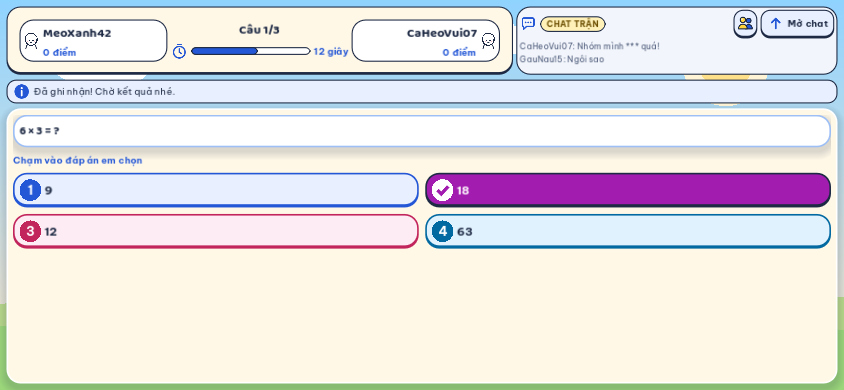 MeoXanh42
0 điểm
Câu 1/3
12 giây
CaHeoVui07
0 điểm
CHAT TRẬN
Mở chat
CaHeoVui07: Nhóm mình *** quá!
GauNau15: Ngôi sao
Đã ghi nhận! Chờ kết quả nhé.
6 × 3 = ?
Chạm vào đáp án em chọn
1 9
18
3 12
4 63